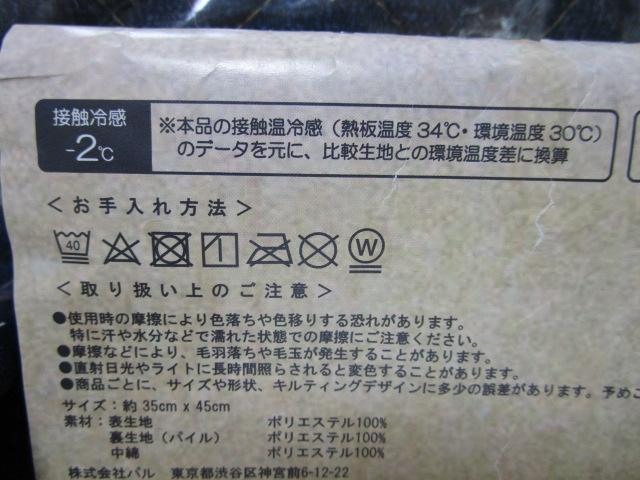 接触冷感
-2℃
※本品の接触温冷感（熱板温度34℃・環境温度30℃）
のデータを元に、比較生地との環境温度差に換算
＜お手入れ方法＞
40
W
＜取り扱い上のご注意＞
●使用時の摩擦により色落ちや色移りする恐れがあります。
特に汗や水分などで濡れた状態での摩擦にご注意ください。
●摩擦などにより、毛羽落ちや毛玉が発生することがあります。
●直射日光やライトに長時間照らされると変色することがあります。
●商品ごとに、サイズや形状、キルティングデザインに多少の誤差があります。予めご
サイズ：約35cm x 45cm
素材：表生地 ポリエステル100%
裏生地（パイル） ポリエステル100%
中綿 ポリエステル100%
株式会社パル 東京都渋谷区神宮前6-12-22